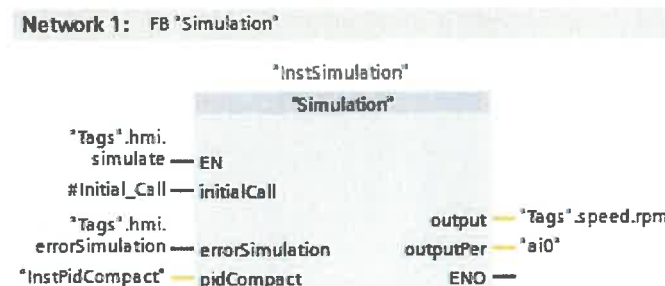 Network 1: FB "Simulation"
"InstSimulation"
"Simulation"
"Tags".hmi.
simulate EN
#Initial_Call initialCall
output "Tags".speed.rpm
"Tags".hmi.
errorSimulation errorSimulation outputPer "ai0"
"InstPidCompact" pidCompact ENO